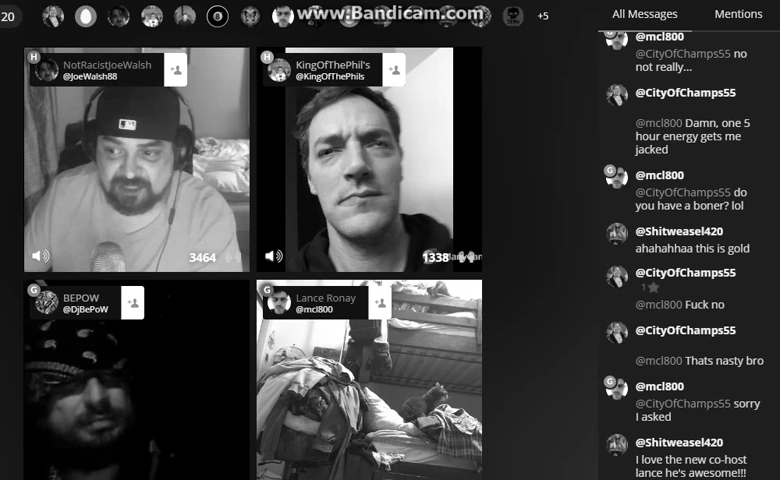 20
www.Bandicam.com
+5
All Messages
Mentions
H
NotRacistJoeWalsh
@JoeWalsh88
3464
H
KingOfThePhil's
@KingOfThePhils
1338
G
BEPOW
@DjBePoW
G
Lance Ronay
@mcl800
@mcl800
@CityOfChamps55 no
not really...
@CityOfChamps55
@mcl800 Damn, one 5
hour energy gets me
jacked
G
@mcl800
@CityOfChamps55 do
you have a boner? lol
@Shitweasel420
ahahahhaa this is gold
@CityOfChamps55
1
@mcl800 Fuck no
@CityOfChamps55
@mcl800 Thats nasty bro
G
@mcl800
@CityOfChamps55 sorry
I asked
@Shitweasel420
I love the new co-host
lance he's awesome!!!